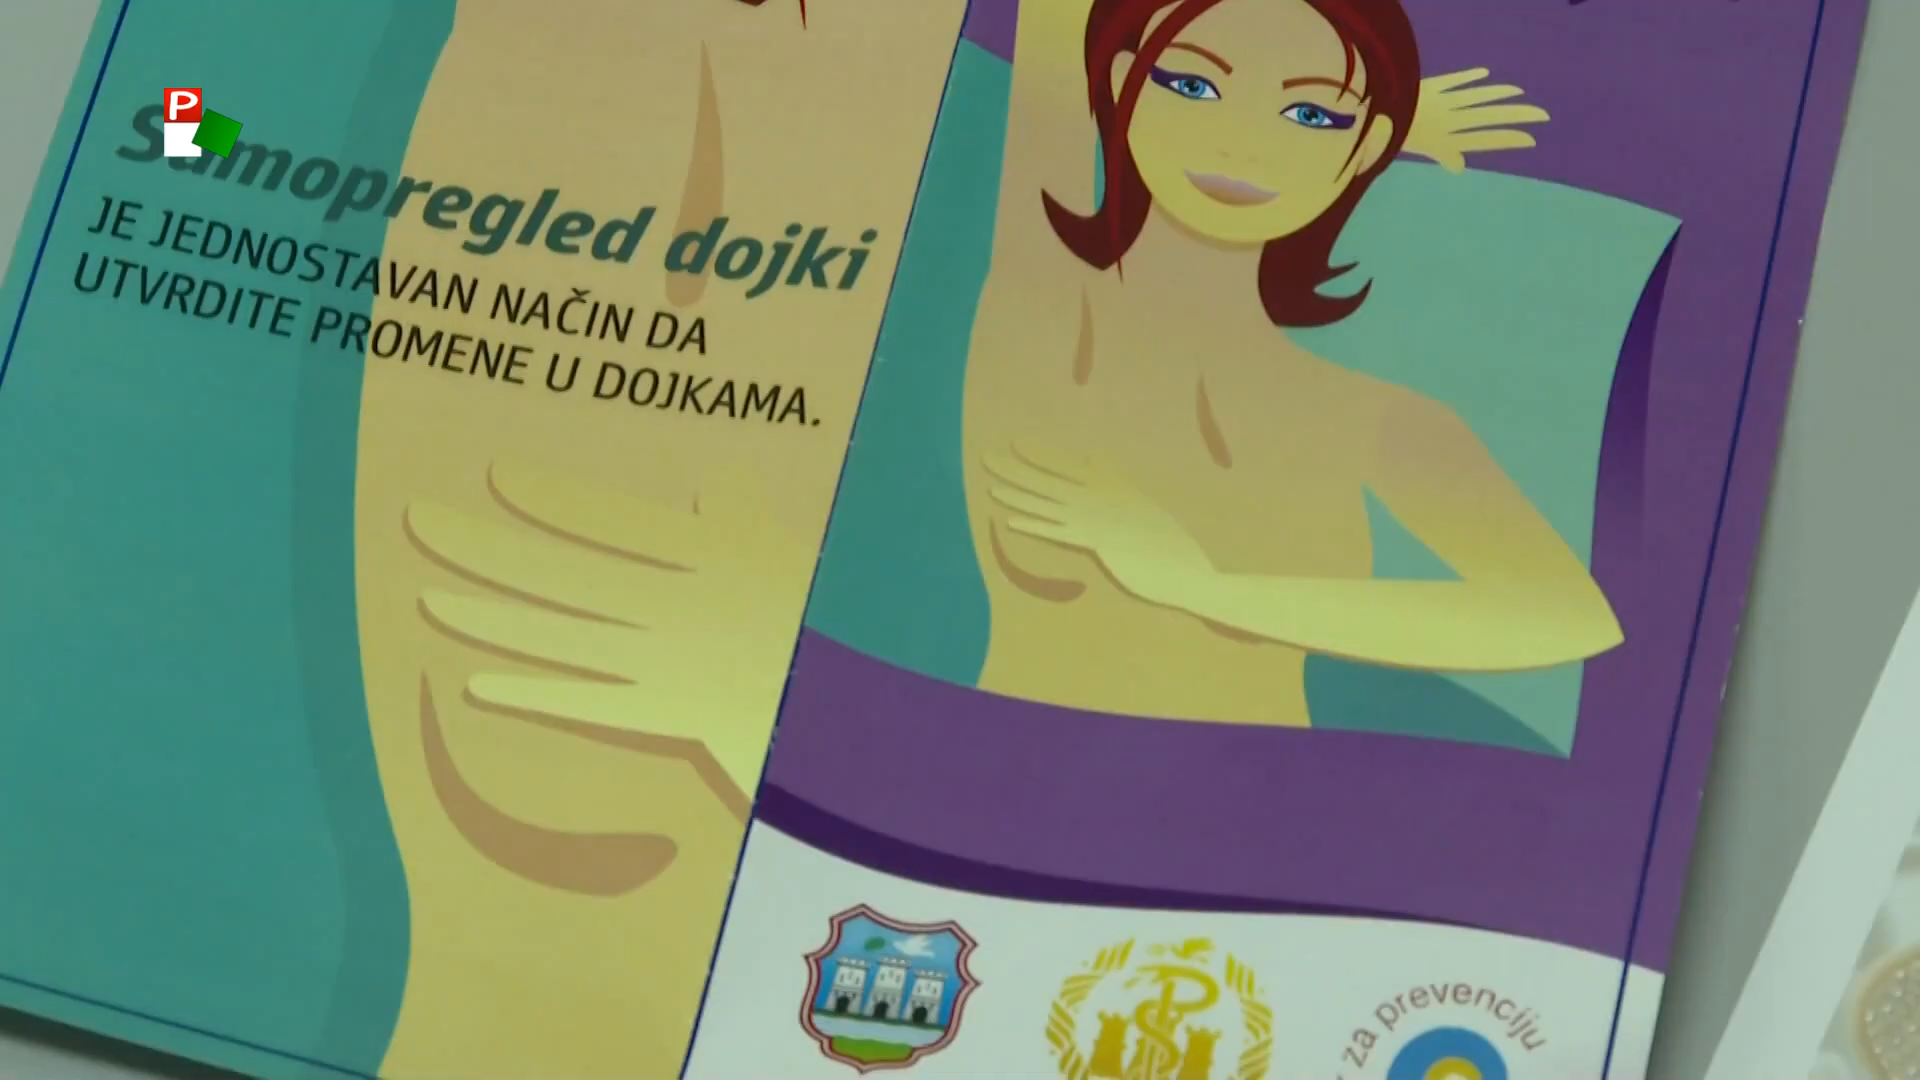 P
Samopregled dojki
JE JEDNOSTAVAN NAČIN DA
UTVRDITE PROMENE U DOJKAMA.
za prevenciju